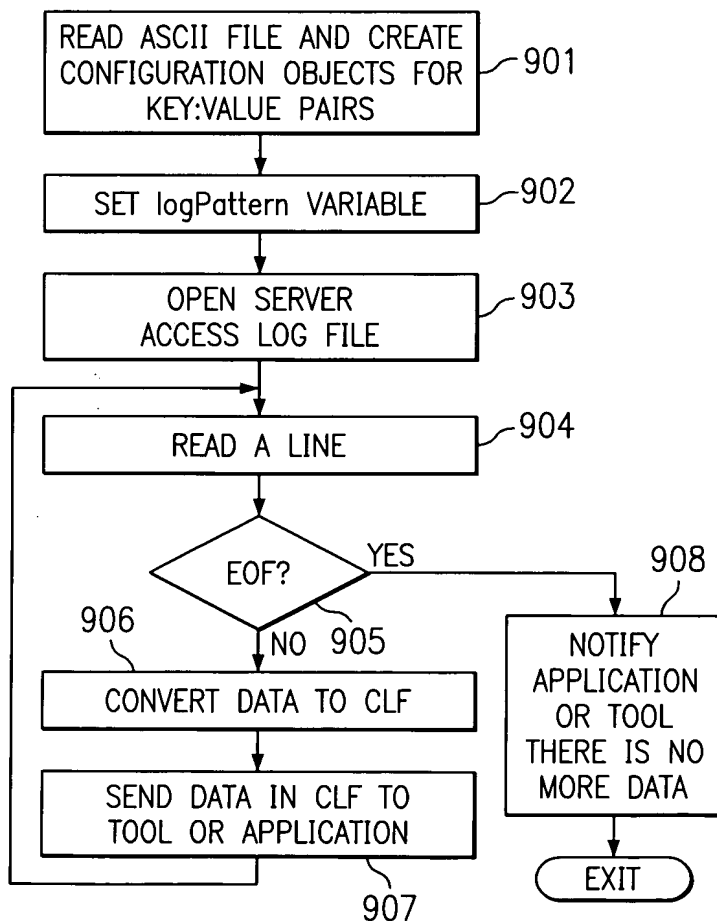 READ ASCII FILE AND CREATE
CONFIGURATION OBJECTS FOR
KEY:VALUE PAIRS
901
SET logPattern VARIABLE
902
OPEN SERVER
ACCESS LOG FILE
903
READ A LINE
904
EOF?
YES
905
NO
906
CONVERT DATA TO CLF
SEND DATA IN CLF TO
TOOL OR APPLICATION
907
908
NOTIFY
APPLICATION
OR TOOL
THERE IS NO
MORE DATA
EXIT